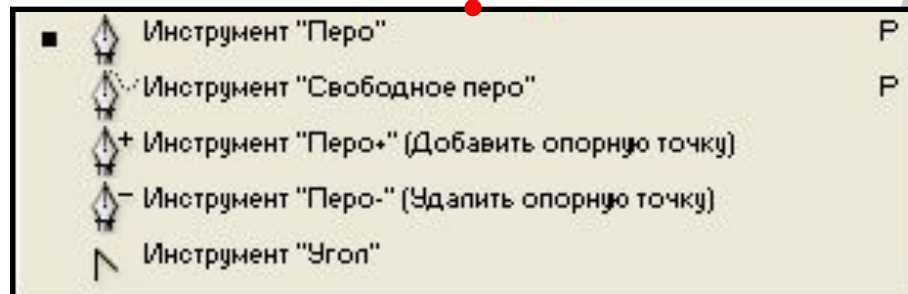 Инструмент "Перо" P
Инструмент "Свободное перо" P
Инструмент "Перо+" (Добавить опорную точку)
Инструмент "Перо-" (Удалить опорную точку)
Инструмент "Угол"